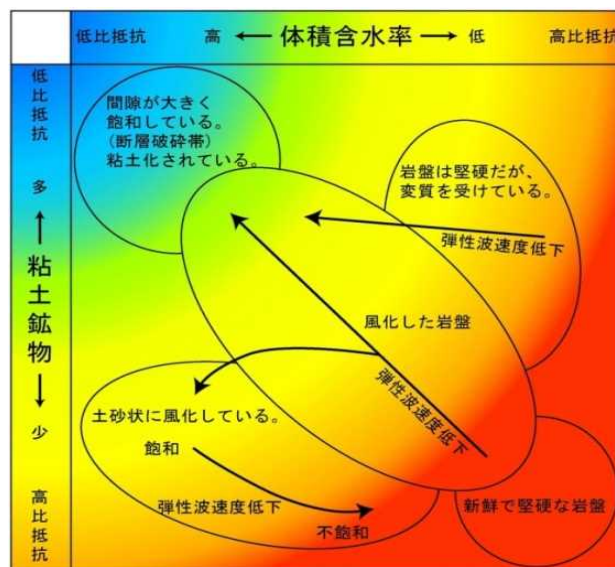 低比抵抗 高 ← 体積含水率 → 低 高比抵抗
低比抵抗
多
↑
粘土鉱物
↓
少
高比抵抗
間隙が大きく
飽和している。
(断層破砕帯)
粘土化されている。
岩盤は堅硬だが、
変質を受けている。
弾性波速度低下
風化した岩盤
弾性波速度低下
土砂状に風化している。
飽和
弾性波速度低下
不飽和
新鮮で堅硬な岩盤